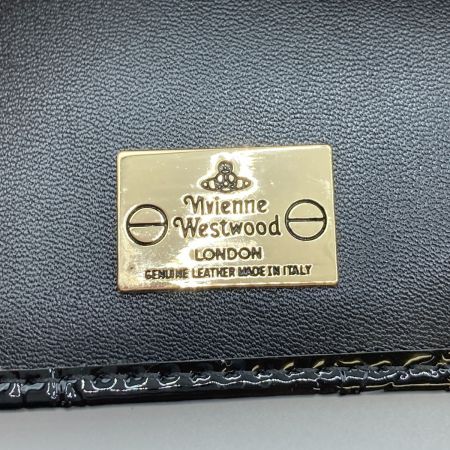 Vivienne
Westwood
LONDON
GENUINE LEATHER MADE IN ITALY